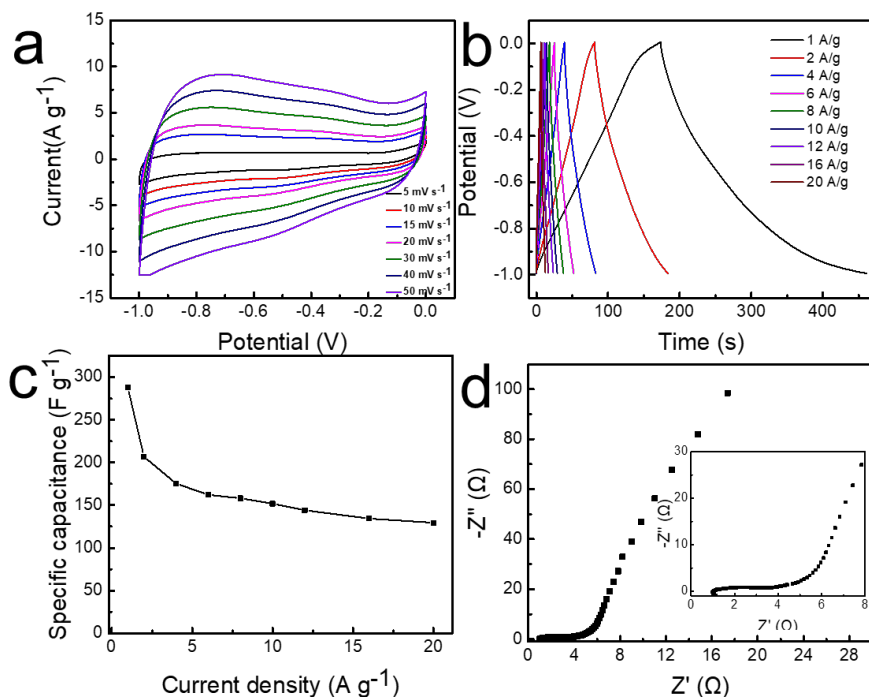 a
15
10
5
0
-5
-10
-15
Current(A g⁻¹)
5 mV s⁻¹
10 mV s⁻¹
15 mV s⁻¹
20 mV s⁻¹
30 mV s⁻¹
40 mV s⁻¹
50 mV s⁻¹
-1.0 -0.8 -0.6 -0.4 -0.2 0.0
Potential (V)
b
0.0
-0.2
-0.4
-0.6
-0.8
-1.0
Potential (V)
1 A/g
2 A/g
4 A/g
6 A/g
8 A/g
10 A/g
12 A/g
16 A/g
20 A/g
0 100 200 300 400
Time (s)
c
300
250
200
150
100
50
0
Specific capacitance (F g⁻¹)
0 5 10 15 20
Current density (A g⁻¹)
d
100
80
60
40
20
0
-Z" (Ω)
30
20
10
0
-Z" (Ω)
0 2 4 6 8
Z' (Ω)
0 4 8 12 16 20 24 28
Z' (Ω)